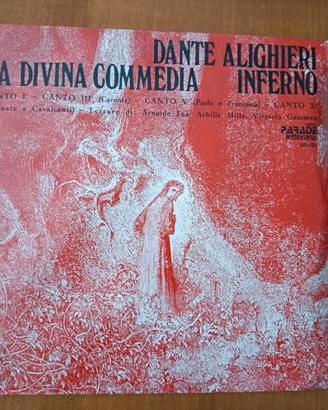 DANTE ALIGHIERI
A DIVINA COMMEDIA INFERNO
NTO I° - CANTO III° (Caronte) - CANTO V° (Paolo e Francesca) - CANTO X°
nata e Cavalcanti) - Letture di: Arnoldo Foà, Achille Millo, Vittorio Gassman
PARADE
letteraria